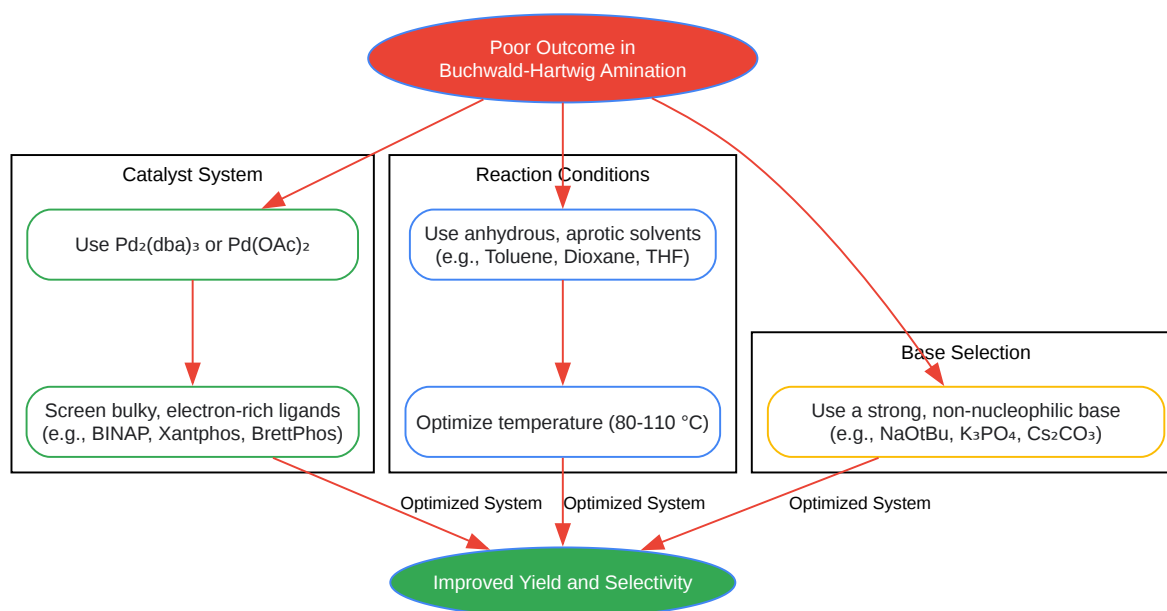 Poor Outcome in
Buchwald-Hartwig Amination
Catalyst System
Use Pd₂(dba)₃ or Pd(OAc)₂
Screen bulky, electron-rich ligands
(e.g., BINAP, Xantphos, BrettPhos)
Reaction Conditions
Use anhydrous, aprotic solvents
(e.g., Toluene, Dioxane, THF)
Optimize temperature (80-110 °C)
Base Selection
Use a strong, non-nucleophilic base
(e.g., NaOtBu, K₃PO₄, Cs₂CO₃)
Optimized System
Optimized System
Optimized System
Improved Yield and Selectivity